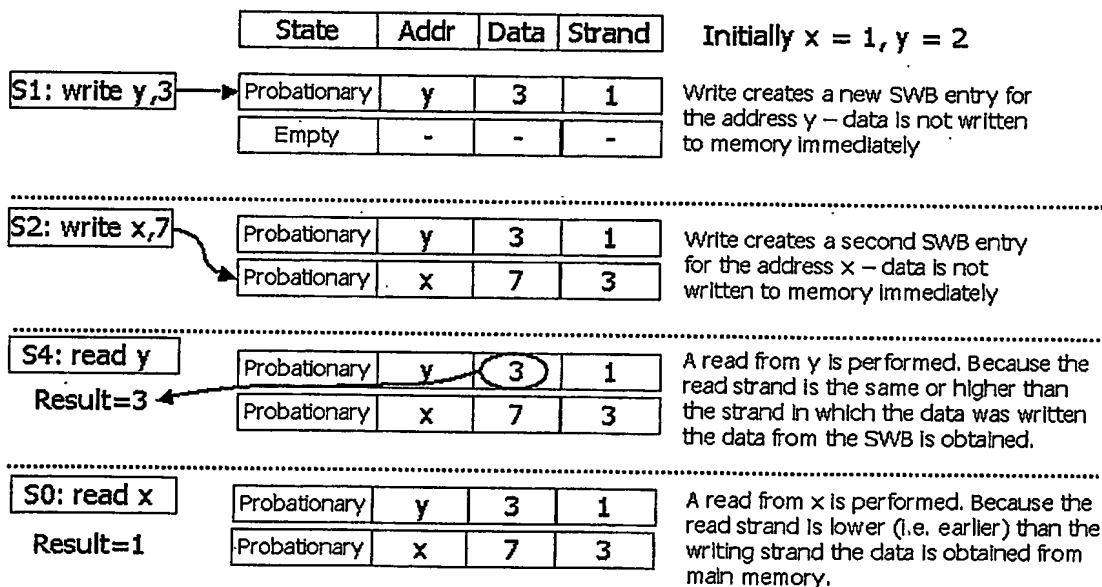 State Addr Data Strand
Initially x = 1, y = 2
S1: write y,3
Probationary y 3 1
Empty - - -
Write creates a new SWB entry for
the address y – data is not written
to memory immediately
S2: write x,7
Probationary y 3 1
Probationary x 7 3
Write creates a second SWB entry
for the address x – data is not
written to memory immediately
S4: read y
Result=3
Probationary y 3 1
Probationary x 7 3
A read from y is performed. Because the
read strand is the same or higher than
the strand in which the data was written
the data from the SWB is obtained.
S0: read x
Result=1
Probationary y 3 1
Probationary x 7 3
A read from x is performed. Because the
read strand is lower (i.e. earlier) than the
writing strand the data is obtained from
main memory.